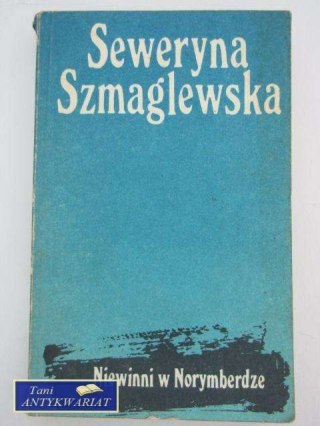 Seweryna
Szmaglewska
Niewinni w Norymberdze
Tani
ANTYKWARIAT